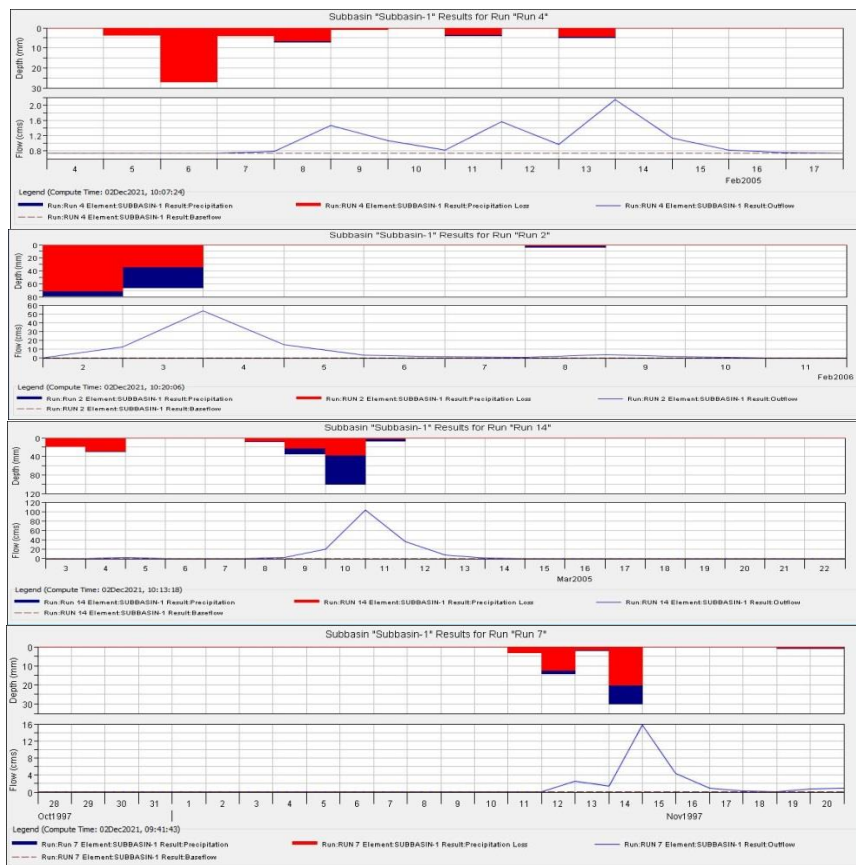 Subbasin "Subbasin-1" Results for Run "Run 4"
Depth (mm)
0
10
20
30
Flow (cms)
2.0
1.6
1.2
0.8
4 5 6 7 8 9 10 11 12 13 14 15 16 17
Feb2005
Legend (Compute Time: 02Dec2021, 10:07:24)
Run:RUN 4 Element:SUBBASIN-1 Result:Precipitation Run:RUN 4 Element:SUBBASIN-1 Result:Precipitation Loss Run:RUN 4 Element:SUBBASIN-1 Result:Outflow
Run:RUN 4 Element:SUBBASIN-1 Result:Baseflow
Subbasin "Subbasin-1" Results for Run "Run 2"
Depth (mm)
0
20
40
60
80
Flow (cms)
60
50
40
30
20
10
0
2 3 4 5 6 7 8 9 10 11
Feb2006
Legend (Compute Time: 02Dec2021, 10:20:06)
Run:Run 2 Element:SUBBASIN-1 Result:Precipitation Run:RUN 2 Element:SUBBASIN-1 Result:Precipitation Loss Run:RUN 2 Element:SUBBASIN-1 Result:Outflow
Run:RUN 2 Element:SUBBASIN-1 Result:Baseflow
Subbasin "Subbasin-1" Results for Run "Run 14"
Depth (mm)
0
40
80
120
Flow (cms)
120
100
80
60
40
20
0
3 4 5 6 7 8 9 10 11 12 13 14 15 16 17 18 19 20 21 22
Mar2005
Legend (Compute Time: 02Dec2021, 10:13:18)
Run:Run 14 Element:SUBBASIN-1 Result:Precipitation Run:RUN 14 Element:SUBBASIN-1 Result:Precipitation Loss Run:RUN 14 Element:SUBBASIN-1 Result:Outflow
Run:RUN 14 Element:SUBBASIN-1 Result:Baseflow
Subbasin "Subbasin-1" Results for Run "Run 7"
Depth (mm)
0
10
20
30
Flow (cms)
16
12
8
4
0
28 29 30 31 1 2 3 4 5 6 7 8 9 10 11 12 13 14 15 16 17 18 19 20
Oct1997 Nov1997
Legend (Compute Time: 02Dec2021, 09:41:43)
Run:Run 7 Element:SUBBASIN-1 Result:Precipitation Run:RUN 7 Element:SUBBASIN-1 Result:Precipitation Loss Run:RUN 7 Element:SUBBASIN-1 Result:Outflow
Run:RUN 7 Element:SUBBASIN-1 Result:Baseflow